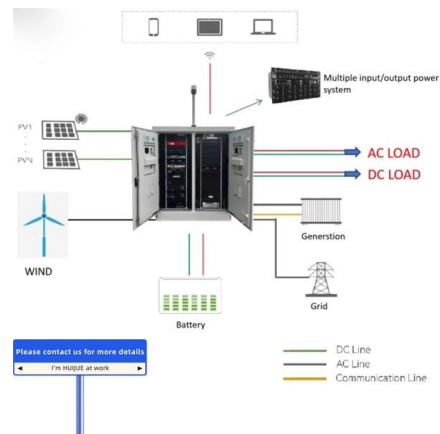 Multiple input/output power
system
PV1
PVN
AC LOAD
DC LOAD
Generstion
WIND
Grid
Battery
Please contact us for more details
I'm HUIJUE at work
DC Line
AC Line
Communication Line